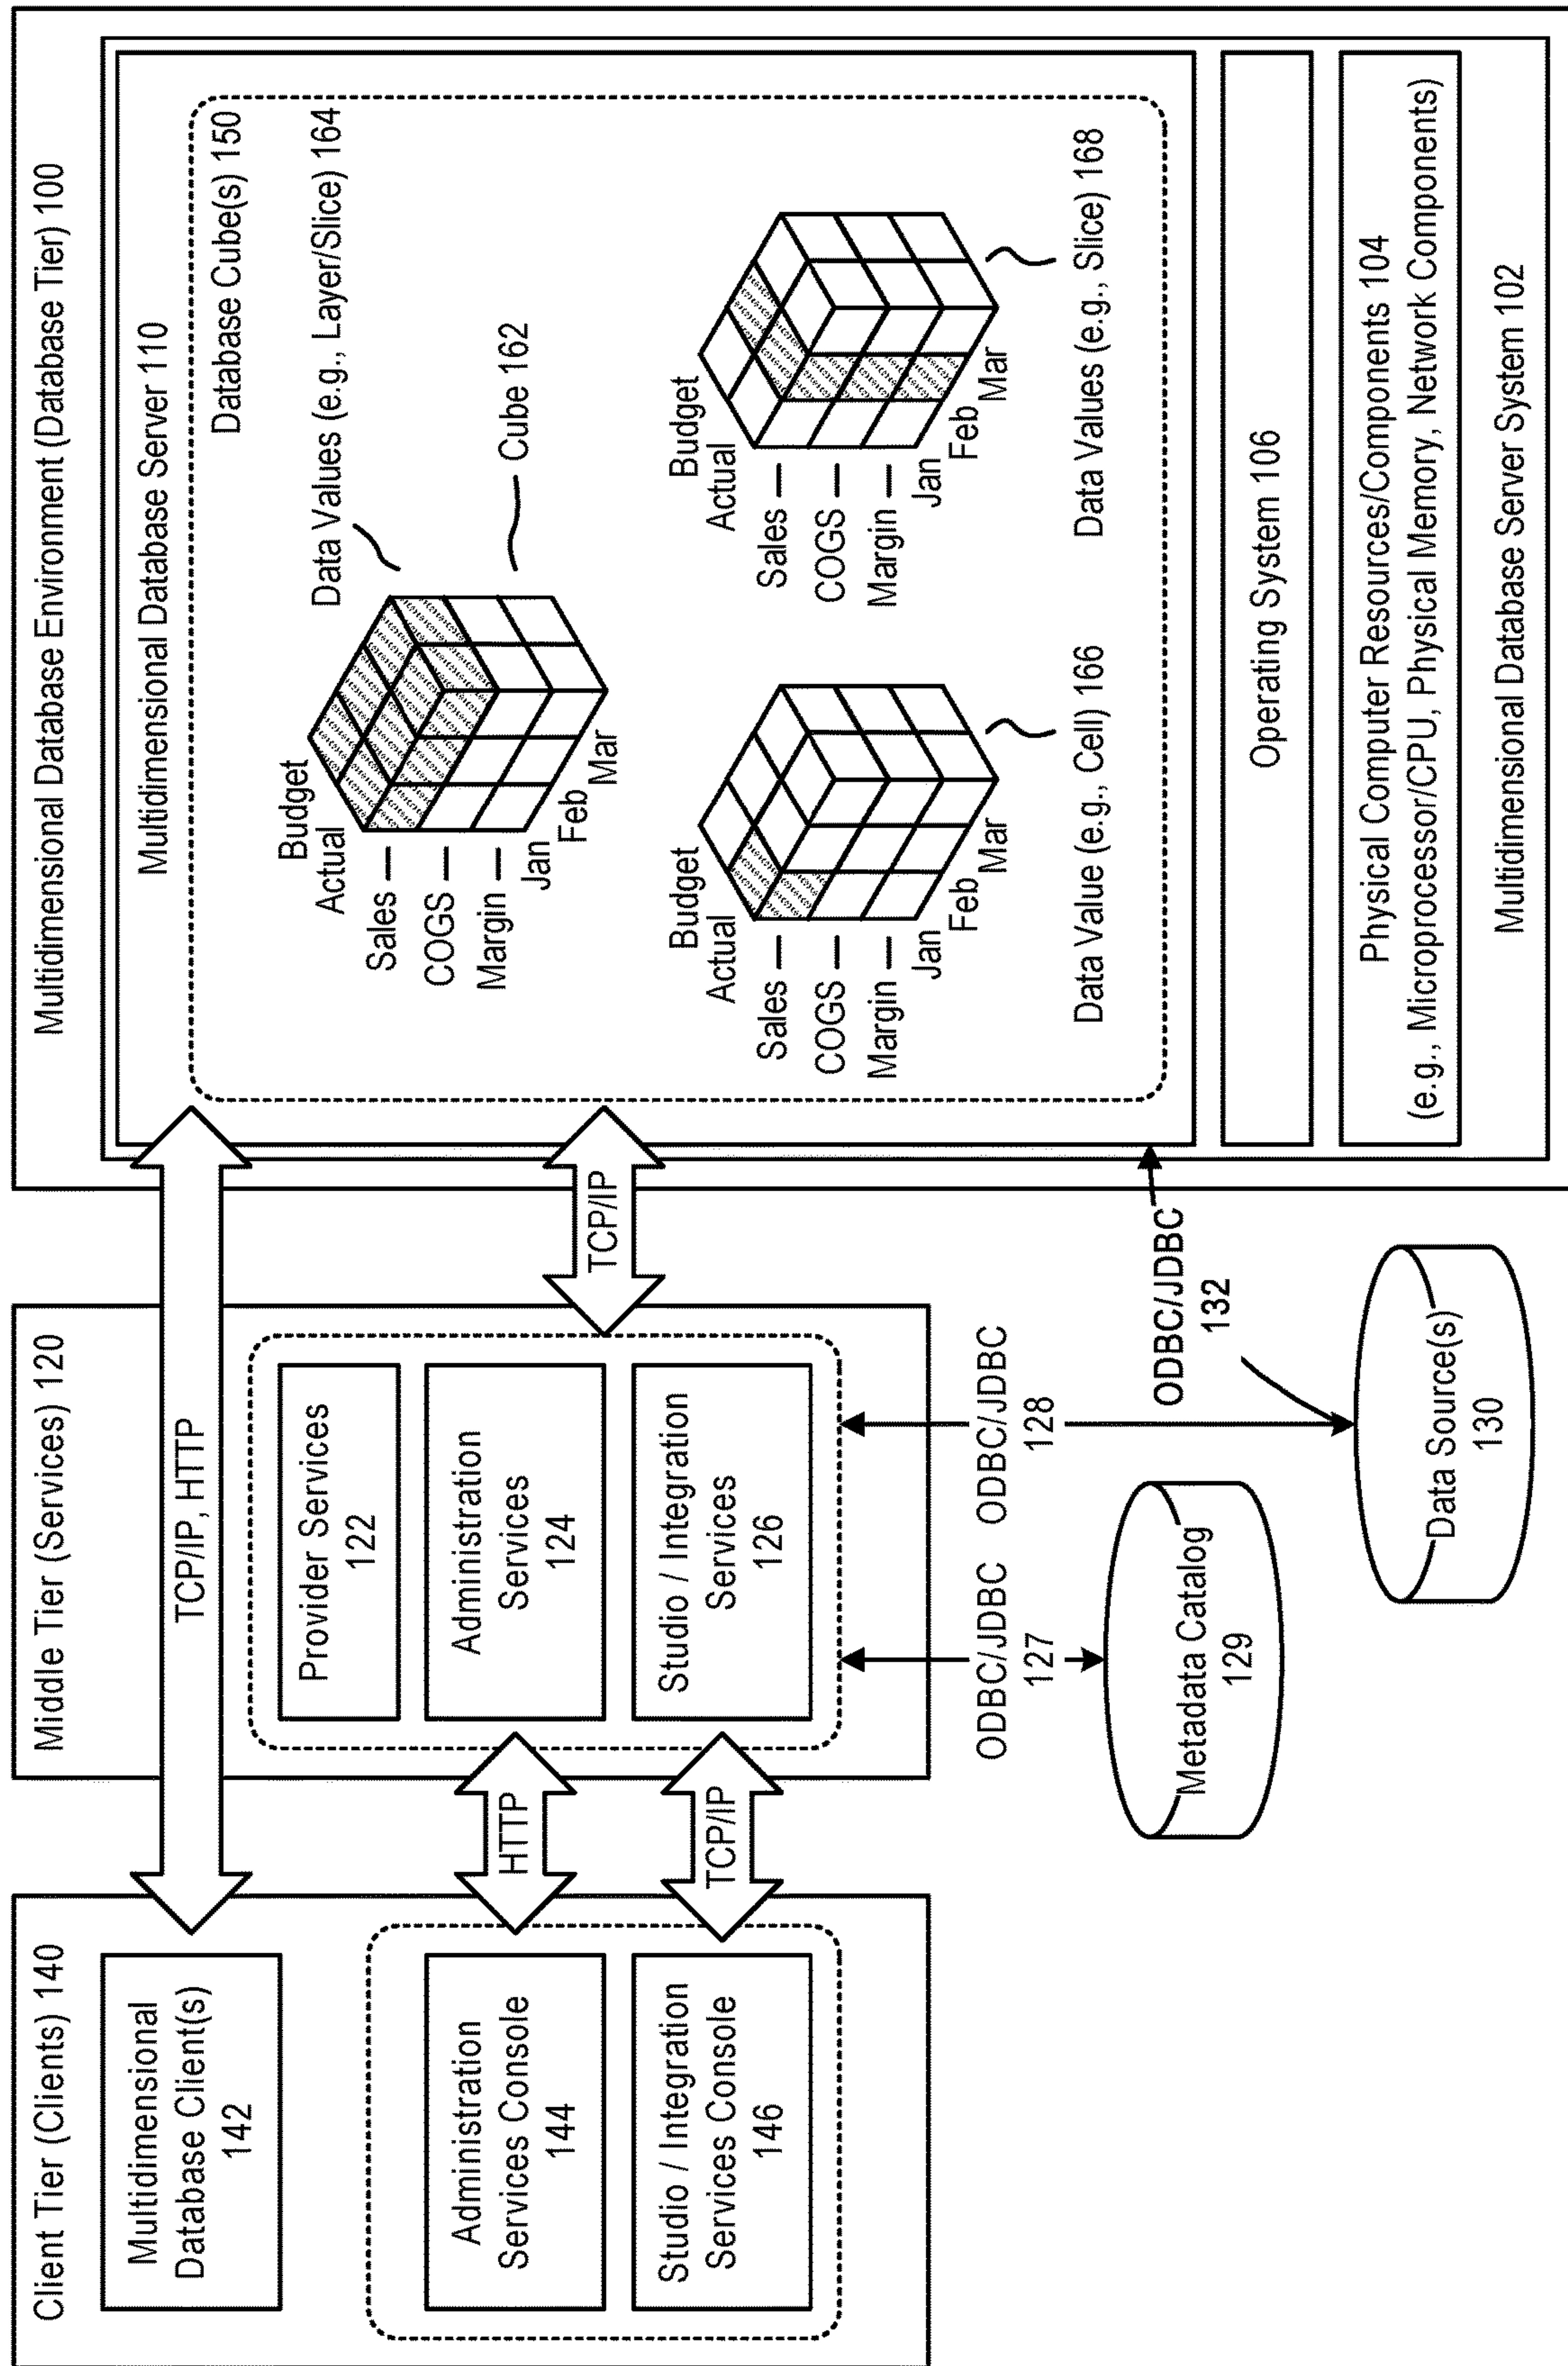 Client Tier (Clients) 140
Multidimensional
Database Client(s)
142
Administration
Services Console
144
Studio / Integration
Services Console
146
TCP/IP, HTTP
HTTP
TCP/IP
Middle Tier (Services) 120
Provider Services
122
Administration
Services
124
Studio / Integration
Services
126
ODBC/JDBC
127
ODBC/JDBC
128
Metadata Catalog
129
Data Source(s)
130
ODBC/JDBC
132
TCP/IP
Multidimensional Database Environment (Database Tier) 100
Multidimensional Database Server 110
Database Cube(s) 150
Data Values (e.g., Layer/Slice) 164
Cube 162
Budget
Actual
Sales
COGS
Margin
Jan
Feb
Mar
Budget
Actual
Sales
COGS
Margin
Jan
Feb
Mar
Data Value (e.g., Cell) 166
Budget
Actual
Sales
COGS
Margin
Jan
Feb
Mar
Data Values (e.g., Slice) 168
Operating System 106
Physical Computer Resources/Components 104
(e.g., Microprocessor/CPU, Physical Memory, Network Components)
Multidimensional Database Server System 102